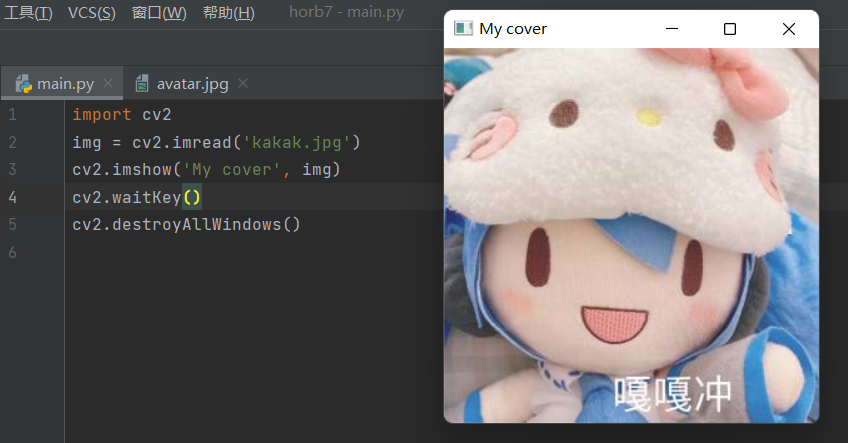 工具(T) VCS(S) 窗口(W) 帮助(H) horb7 - main.py
main.py avatar.jpg
1 import cv2
2 img = cv2.imread('kakak.jpg')
3 cv2.imshow('My cover', img)
4 cv2.waitKey()
5 cv2.destroyAllWindows()
6
My cover
嘎嘎冲